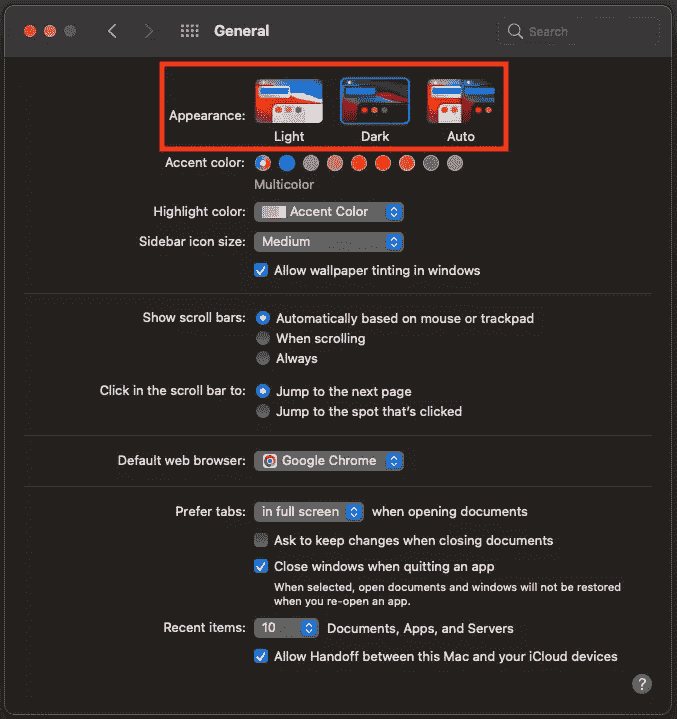 General
Search
Appearance:
Light Dark Auto
Accent color:
Multicolor
Highlight color: Accent Color
Sidebar icon size: Medium
Allow wallpaper tinting in windows
Show scroll bars: Automatically based on mouse or trackpad
When scrolling
Always
Click in the scroll bar to: Jump to the next page
Jump to the spot that's clicked
Default web browser: Google Chrome
Prefer tabs: in full screen when opening documents
Ask to keep changes when closing documents
Close windows when quitting an app
When selected, open documents and windows will not be restored
when you re-open an app.
Recent items: 10 Documents, Apps, and Servers
Allow Handoff between this Mac and your iCloud devices
?